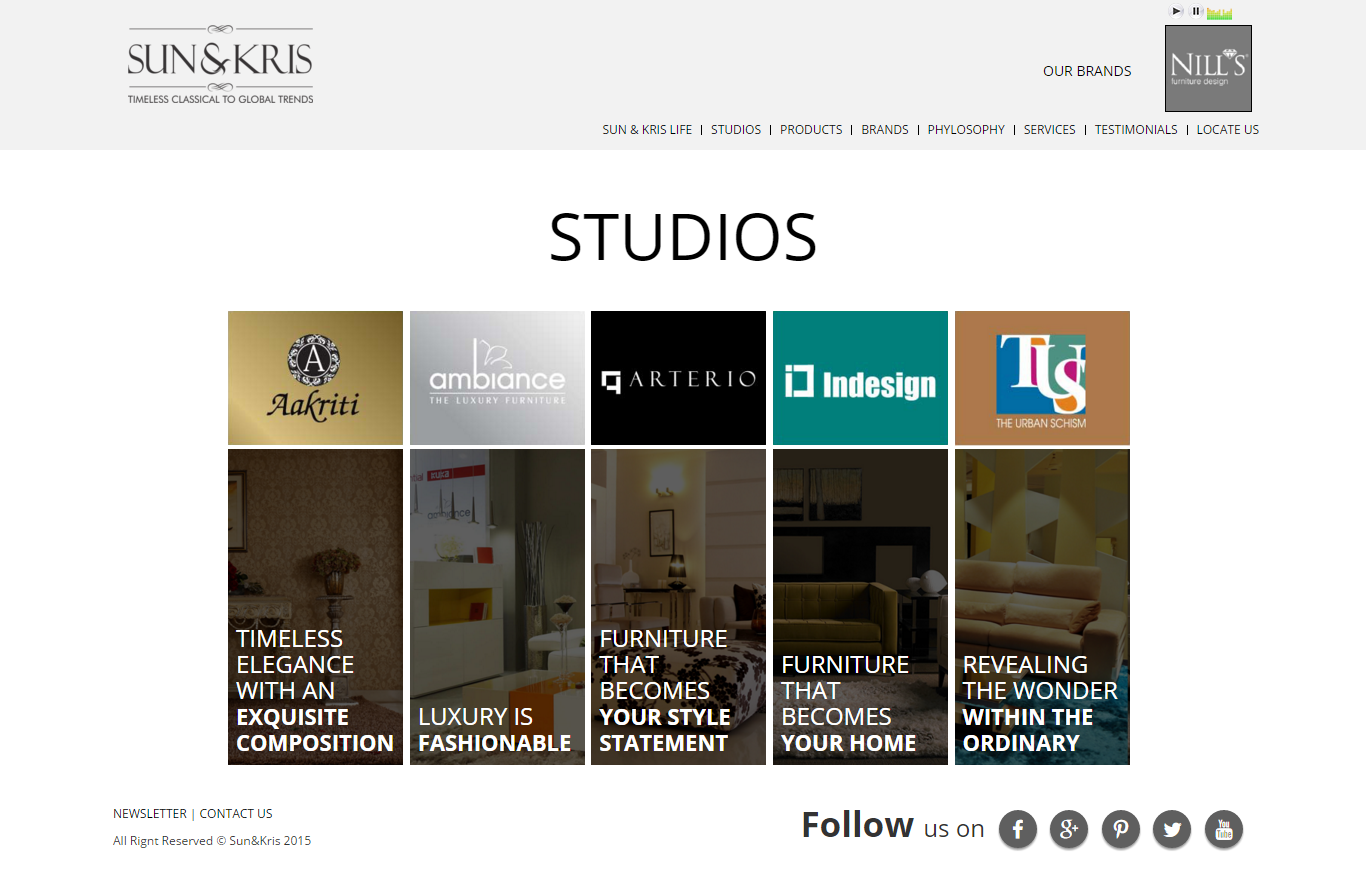 SUN&KRIS
TIMELESS CLASSICAL TO GLOBAL TRENDS
OUR BRANDS
NILL'S
furniture design
SUN & KRIS LIFE | STUDIOS | PRODUCTS | BRANDS | PHYLOSOPHY | SERVICES | TESTIMONIALS | LOCATE US
STUDIOS
A
Aakriti
ambiance
THE LUXURY FURNITURE
ARTERIO
Indesign
TUS
THE URBAN SCHISM
TIMELESS
ELEGANCE
WITH AN
EXQUISITE
COMPOSITION
ambiance
LUXURY IS
FASHIONABLE
FURNITURE
THAT
BECOMES
YOUR STYLE
STATEMENT
FURNITURE
THAT
BECOMES
YOUR HOME
REVEALING
THE WONDER
WITHIN THE
ORDINARY
NEWSLETTER | CONTACT US
All Rignt Reserved © Sun&Kris 2015
Follow us on
f
g+
You
Tube